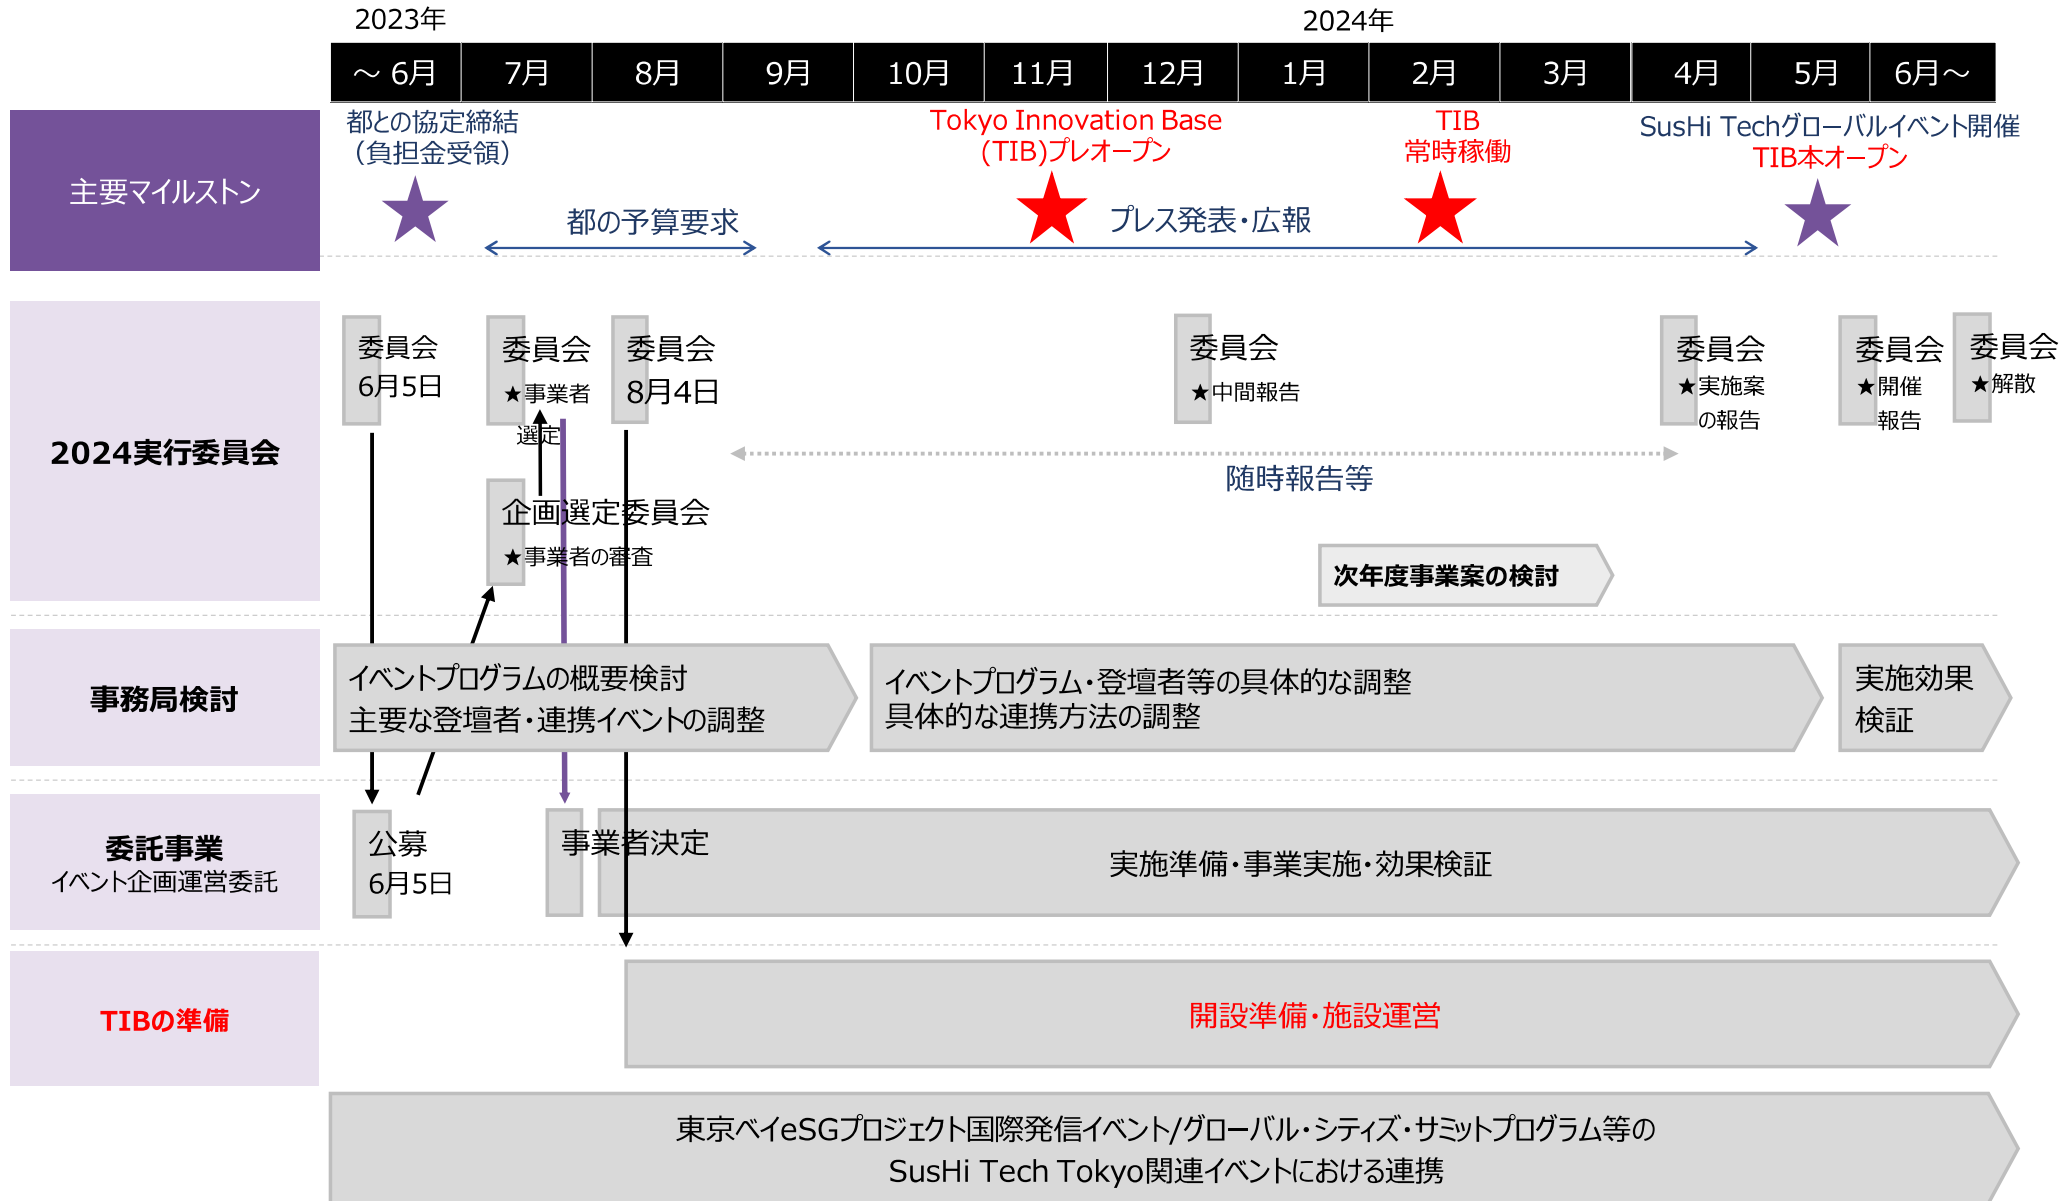 2023年
2024年
～ 6月
7月
8月
9月
10月
11月
12月
1月
2月
3月
4月
5月
6月～
主要マイルストン
都との協定締結
（負担金受領）
都の予算要求
Tokyo Innovation Base
(TIB)プレオープン
プレス発表・広報
TIB
常時稼働
SusHi Techグローバルイベント開催
TIB本オープン
2024実行委員会
委員会
6月5日
委員会
★事業者
選定
委員会
8月4日
委員会
★中間報告
委員会
★実施案
の報告
委員会
★開催
報告
委員会
★解散
随時報告等
企画選定委員会
★事業者の審査
次年度事業案の検討
事務局検討
イベントプログラムの概要検討
主要な登壇者・連携イベントの調整
イベントプログラム・登壇者等の具体的な調整
具体的な連携方法の調整
実施効果
検証
委託事業
イベント企画運営委託
公募
6月5日
事業者決定
実施準備・事業実施・効果検証
TIBの準備
開設準備・施設運営
東京ベイeSGプロジェクト国際発信イベント/グローバル・シティズ・サミットプログラム等の
SusHi Tech Tokyo関連イベントにおける連携